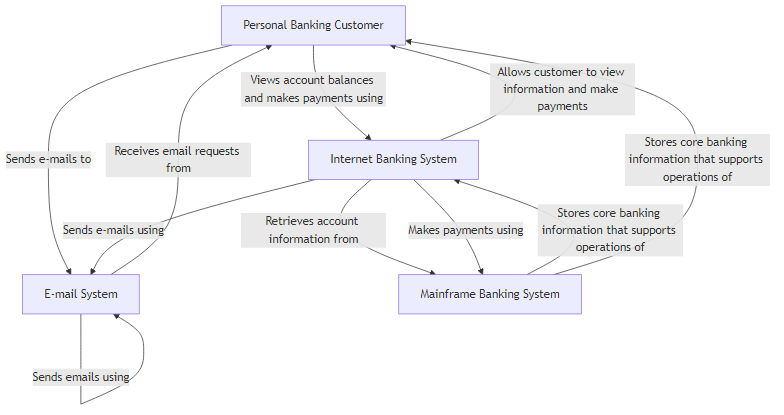 Personal Banking Customer
Views account balances
and makes payments using
Allows customer to view
information and make
payments
Sends e-mails to
Receives email requests
from
Internet Banking System
Stores core banking
information that supports
operations of
Sends e-mails using
Retrieves account
information from
Makes payments using
Stores core banking
information that supports
operations of
E-mail System
Mainframe Banking System
Sends emails using